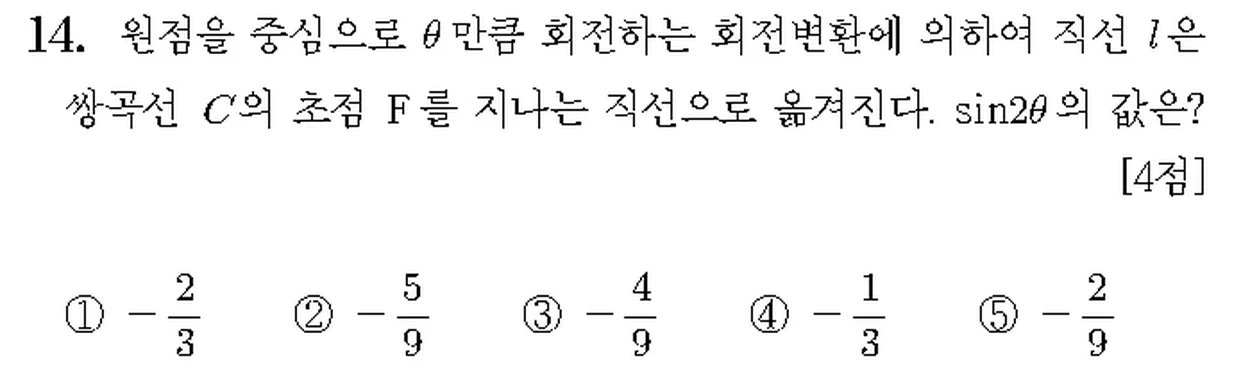 14. 원점을 중심으로 θ만큼 회전하는 회전변환에 의하여 직선 l은
쌍곡선 C의 초점 F를 지나는 직선으로 옮겨진다. sin2θ의 값은?
[4점]
① -2/3 ② -5/9 ③ -4/9 ④ -1/3 ⑤ -2/9